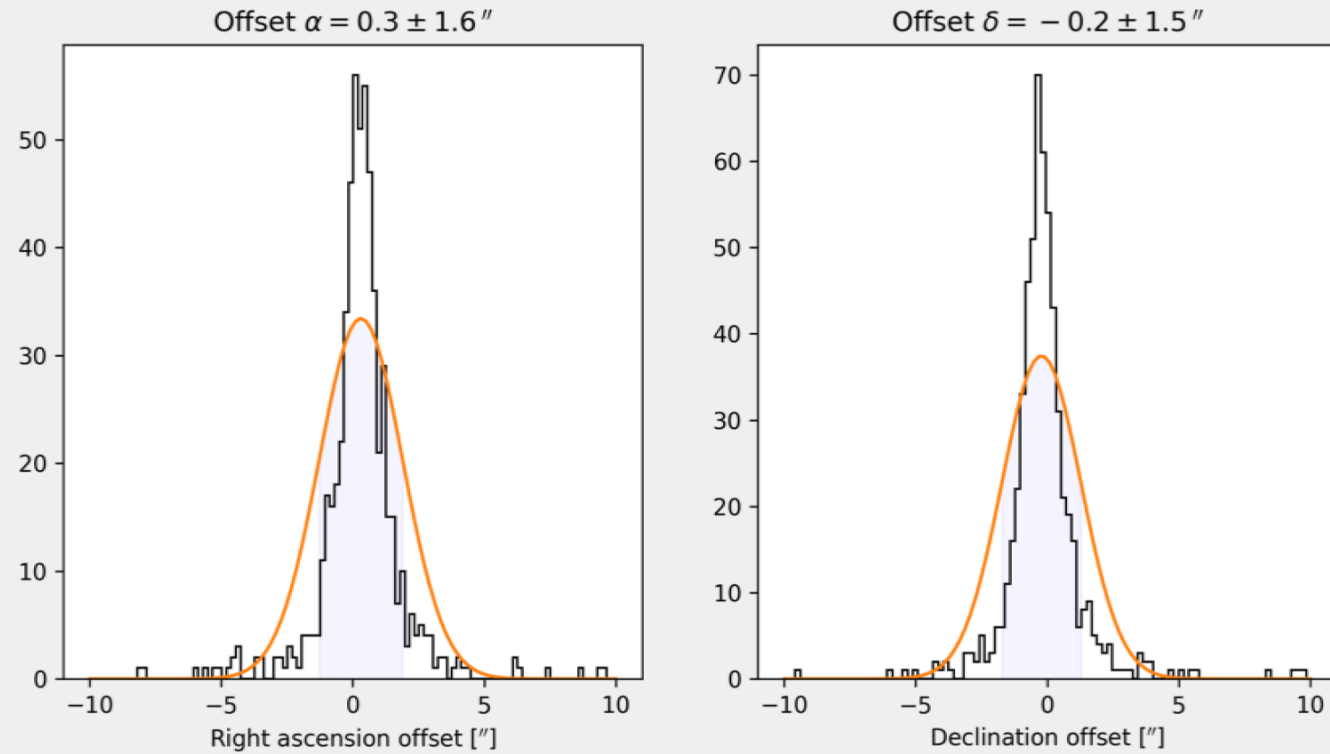 Offset α = 0.3 ± 1.6″
50
40
30
20
10
0
−10 −5 0 5 10
Right ascension offset [″]
Offset δ = − 0.2 ± 1.5″
70
60
50
40
30
20
10
0
−10 −5 0 5 10
Declination offset [″]